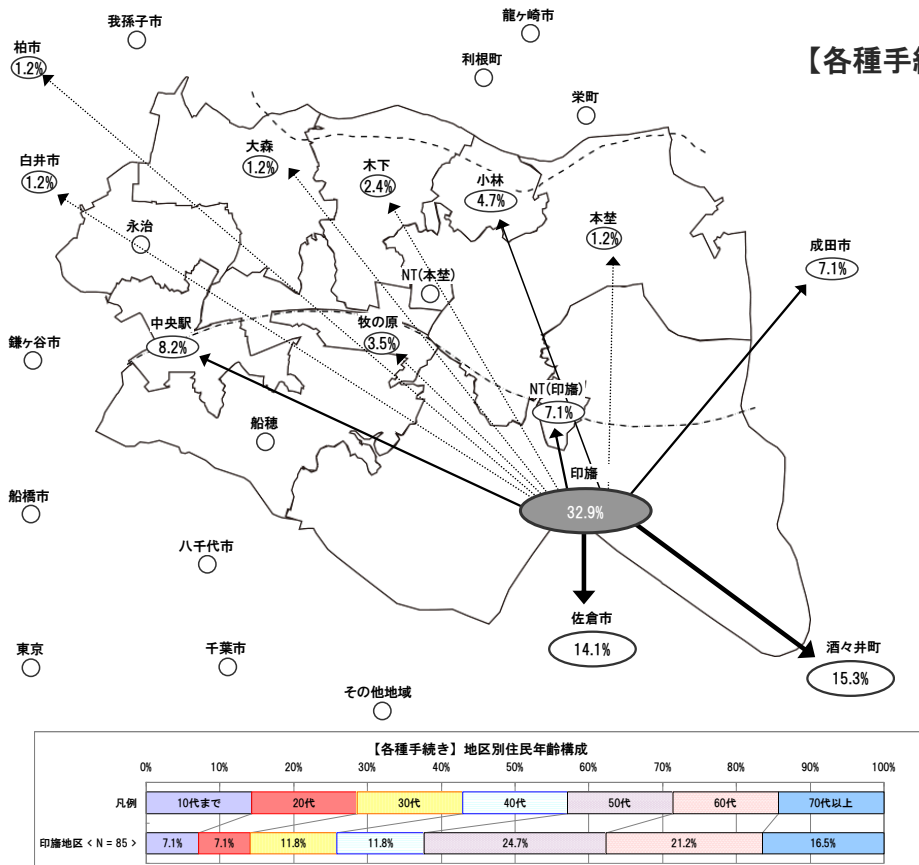 龍ヶ崎市
我孫子市
柏市
1.2%
利根町
【各種手続
栄町
大森
1.2%
木下
2.4%
白井市
1.2%
小林
4.7%
本埜
1.2%
永治
成田市
7.1%
NT(本埜)
中央駅
8.2%
牧の原
3.5%
鎌ヶ谷市
NT(印旛)
7.1%
船穂
印旛
32.9%
船橋市
八千代市
佐倉市
14.1%
東京
千葉市
酒々井町
15.3%
その他地域
【各種手続き】地区別住民年齢構成
0% 10% 20% 30% 40% 50% 60% 70% 80% 90% 100%
凡例 10代まで 20代 30代 40代 50代 60代 70代以上
印旛地区 < N = 85 > 7.1% 7.1% 11.8% 11.8% 24.7% 21.2% 16.5%